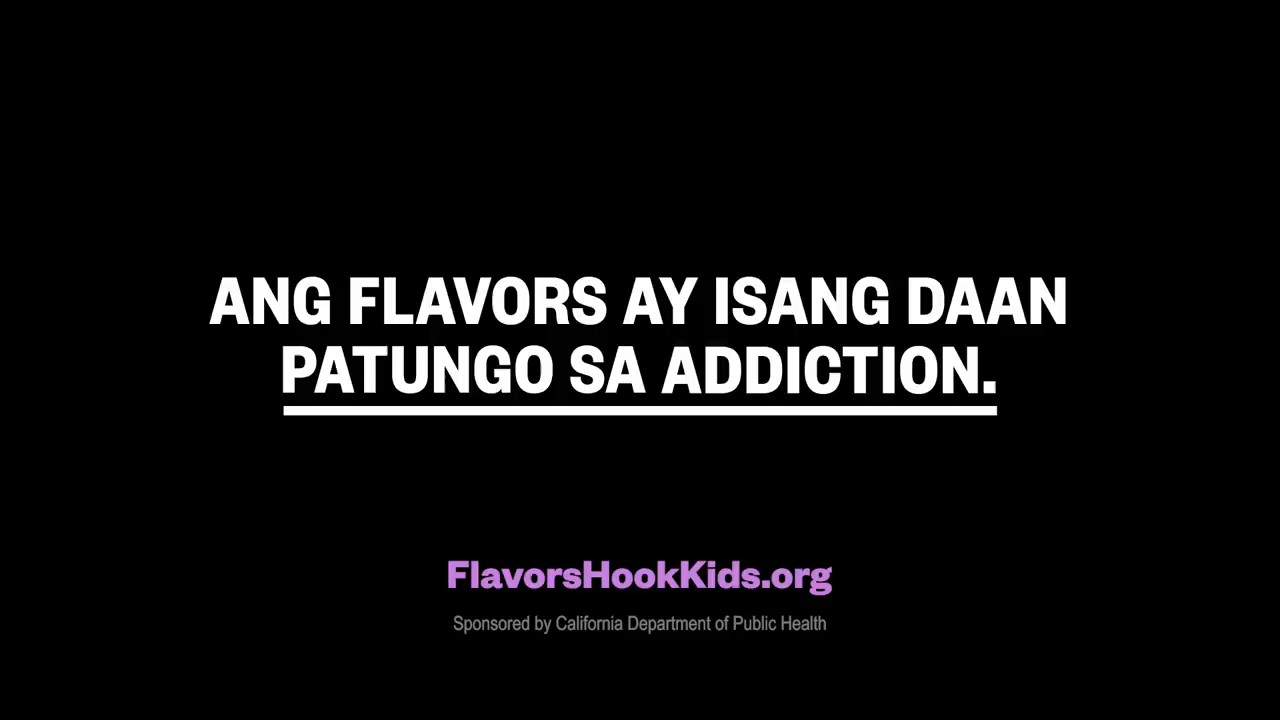 ANG FLAVORS AY ISANG DAAN
PATUNGO SA ADDICTION.
FlavorsHookKids.org
Sponsored by California Department of Public Health